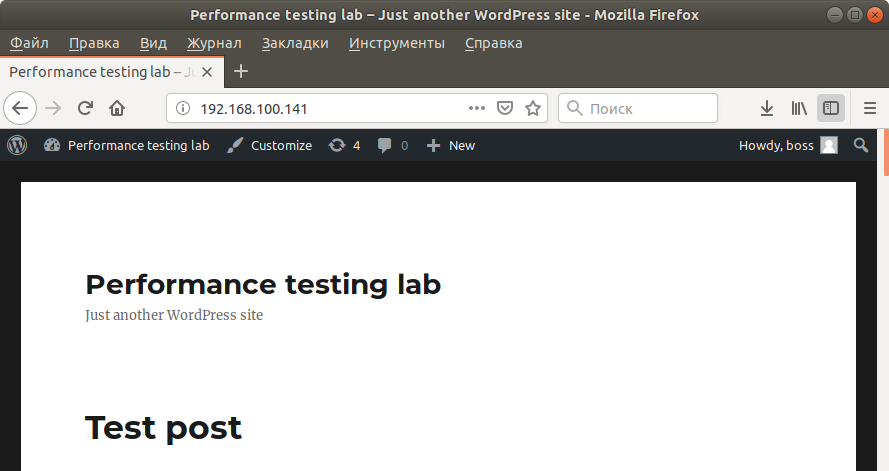 Performance testing lab – Just another WordPress site - Mozilla Firefox
Файл Правка Вид Журнал Закладки Инструменты Справка
Performance testing lab –
192.168.100.141 Поиск
Performance testing lab Customize 4 0 New Howdy, boss
Performance testing lab
Just another WordPress site
Test post